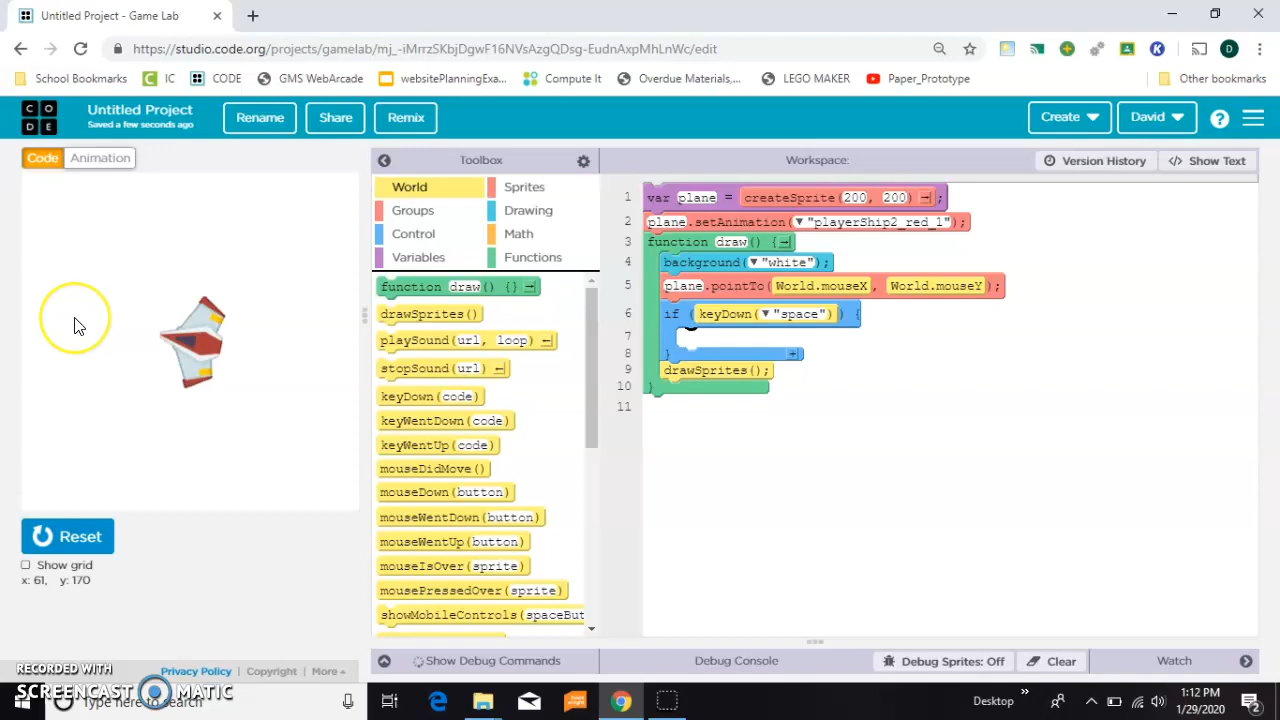 Untitled Project - Game Lab
https://studio.code.org/projects/gamelab/mj_-iMrrzSKbjDgwF16NVsAzgQDsg-EudnAxpMhLnWc/edit
D
School Bookmarks
IC
CODE
GMS WebArcade
websitePlanningExa...
Compute It
Overdue Materials,...
LEGO MAKER
Paper_Prototype
Other bookmarks
C O
D E
Untitled Project
Saved a few seconds ago
Rename
Share
Remix
Create
David
Code
Animation
Toolbox
Workspace:
Version History
</> Show Text
World
Sprites
Groups
Drawing
Control
Math
Variables
Functions
function draw() {}
drawSprites()
playSound(url, loop)
stopSound(url)
keyDown(code)
keyWentDown(code)
keyWentUp(code)
mouseDidMove()
mouseDown(button)
mouseWentDown(button)
mouseWentUp(button)
mouseIsOver(sprite)
mousePressedOver(sprite)
showMobileControls(spaceBut
1 var plane = createSprite(200, 200);
2 plane.setAnimation("playerShip2_red_1");
3 function draw() {
4 background("white");
5 plane.pointTo(World.mouseX, World.mouseY);
6 if (keyDown("space")) {
7
8 }
9 drawSprites();
10 }
11
Reset
Show grid
x: 61, y: 170
Show Debug Commands
Debug Console
Debug Sprites: Off
Clear
Watch
RECORDED WITH
SCREENCAST MATIC
Privacy Policy
Copyright
More
Type here to search
Desktop
1:12 PM
1/29/2020
2